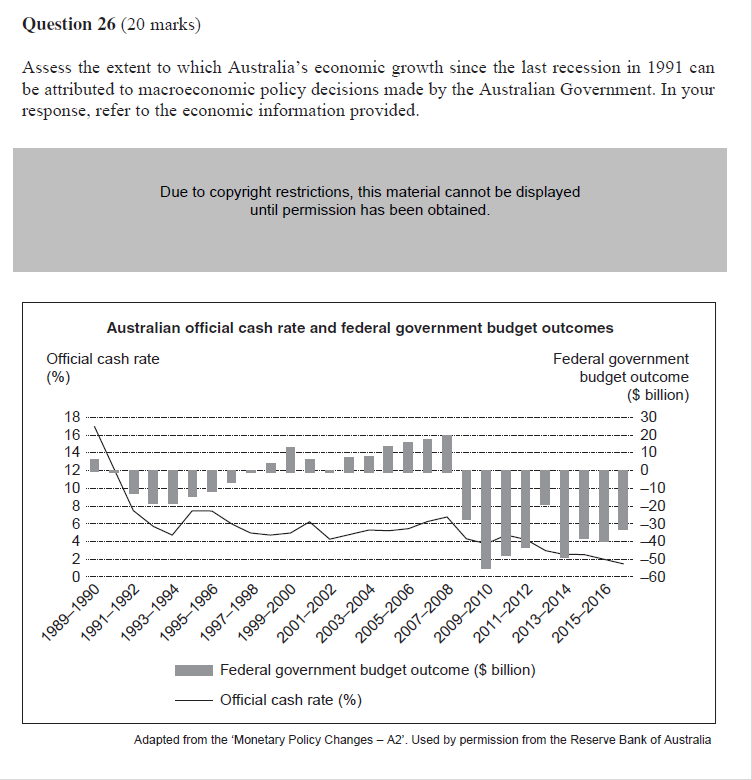 Question 26 (20 marks)
Assess the extent to which Australia’s economic growth since the last recession in 1991 can
be attributed to macroeconomic policy decisions made by the Australian Government. In your
response, refer to the economic information provided.
Due to copyright restrictions, this material cannot be displayed
until permission has been obtained.
Australian official cash rate and federal government budget outcomes
Official cash rate
(%)
Federal government
budget outcome
($ billion)
18
16
14
12
10
8
6
4
2
0
30
20
10
0
–10
–20
–30
–40
–50
–60
1989–1990
1991–1992
1993–1994
1995–1996
1997–1998
1999–2000
2001–2002
2003–2004
2005–2006
2007–2008
2009–2010
2011–2012
2013–2014
2015–2016
Federal government budget outcome ($ billion)
Official cash rate (%)
Adapted from the ‘Monetary Policy Changes – A2’. Used by permission from the Reserve Bank of Australia